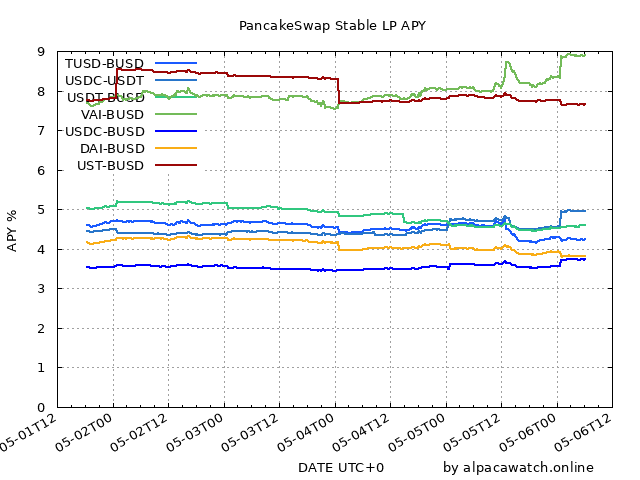 PancakeSwap Stable LP APY
APY %
9
8
7
6
5
4
3
2
1
0
TUSD-BUSD
USDC-USDT
USDT-BUSD
VAI-BUSD
USDC-BUSD
DAI-BUSD
UST-BUSD
05-01T12
05-02T00
05-02T12
05-03T00
05-03T12
05-04T00
05-04T12
05-05T00
05-05T12
05-06T00
05-06T12
DATE UTC+0
by alpacawatch.online